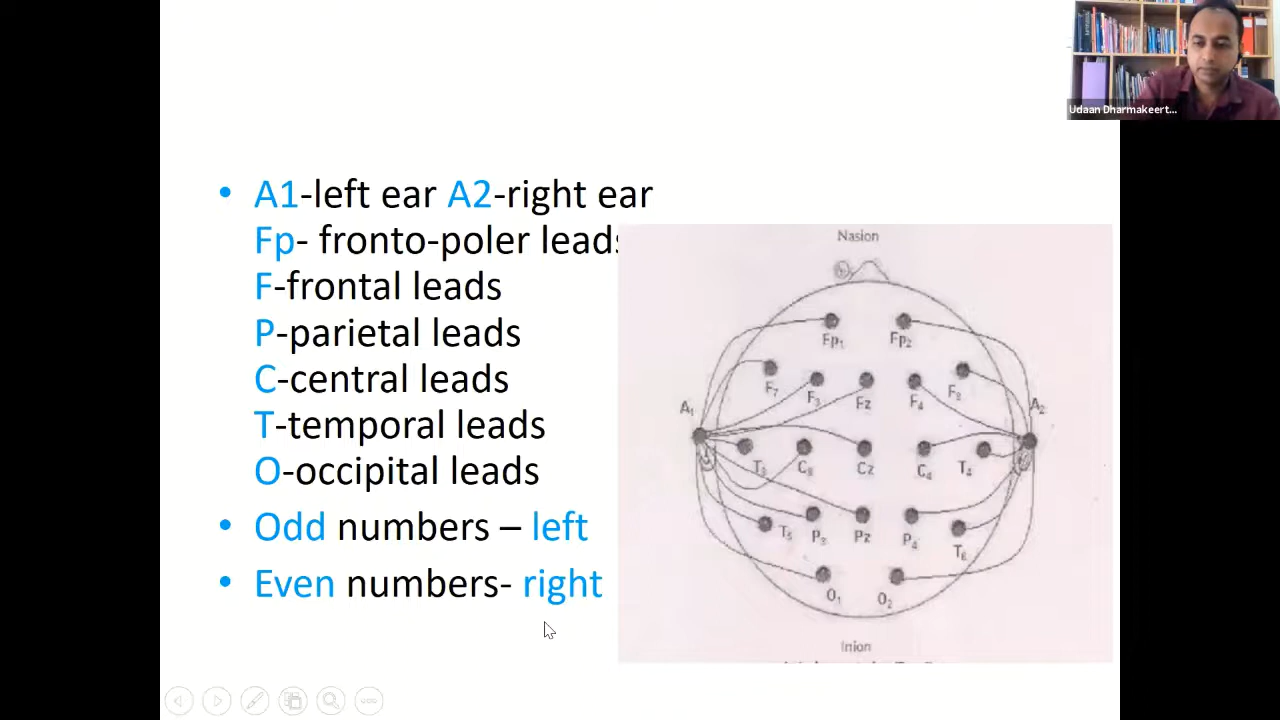 Udaan Dharmakeert...
• A1-left ear A2-right ear
Fp- fronto-poler leads
F-frontal leads
P-parietal leads
C-central leads
T-temporal leads
O-occipital leads
• Odd numbers – left
• Even numbers- right
Nasion
Fp₁ Fp₂
F₇ F₃ Fz F₄ F₈
A₁ A₂
T₃ C₃ Cz C₄ T₄
T₅ P₃ Pz P₄ T₆
O₁ O₂
Inion